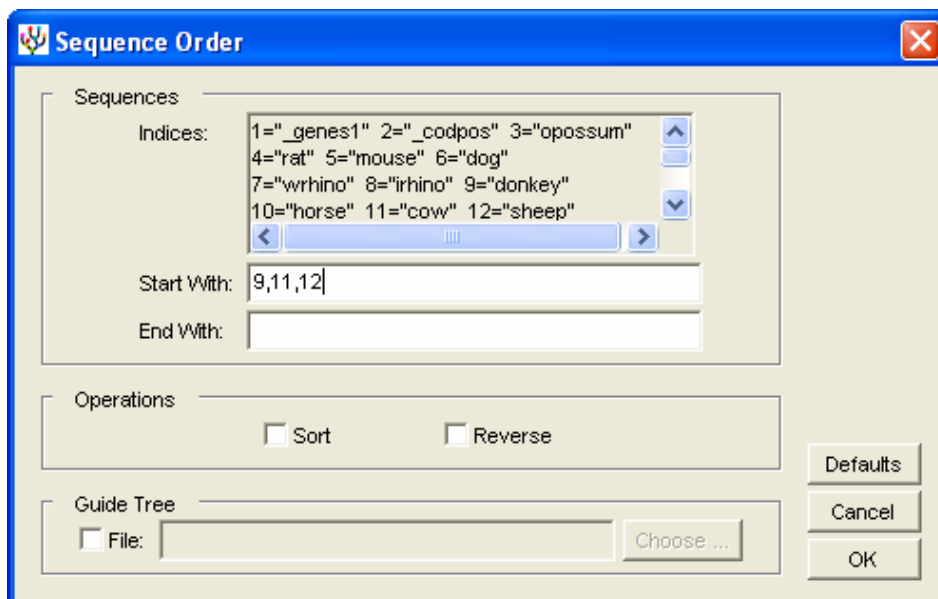 Sequence Order
Sequences
Indices:
1="_genes1" 2="_codpos" 3="opossum"
4="rat" 5="mouse" 6="dog"
7="wrhino" 8="irhino" 9="donkey"
10="horse" 11="cow" 12="sheep"
Start With: 9,11,12
End With:
Operations
Sort Reverse
Guide Tree
File: Choose ...
Defaults
Cancel
OK